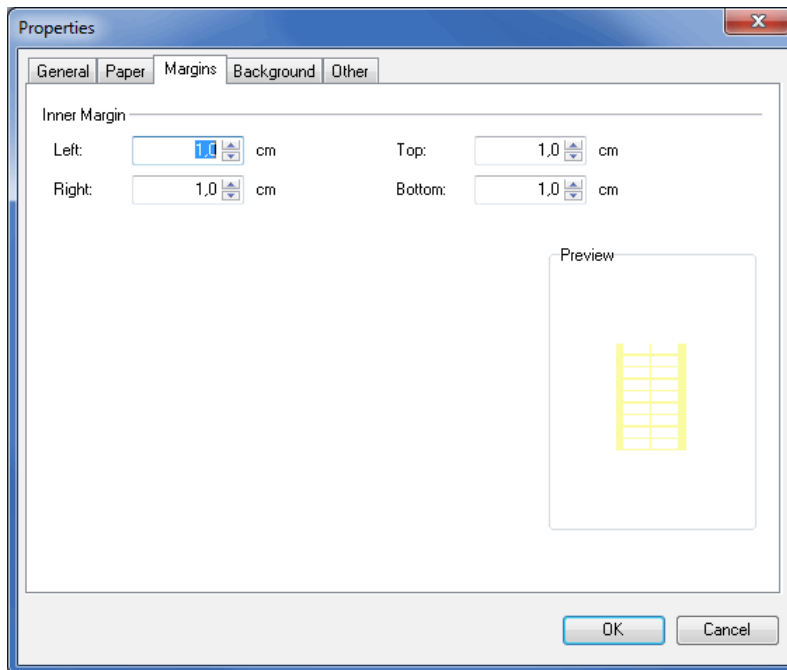 Properties
General Paper Margins Background Other
Inner Margin
Left: 1,0 cm Top: 1,0 cm
Right: 1,0 cm Bottom: 1,0 cm
Preview
OK Cancel